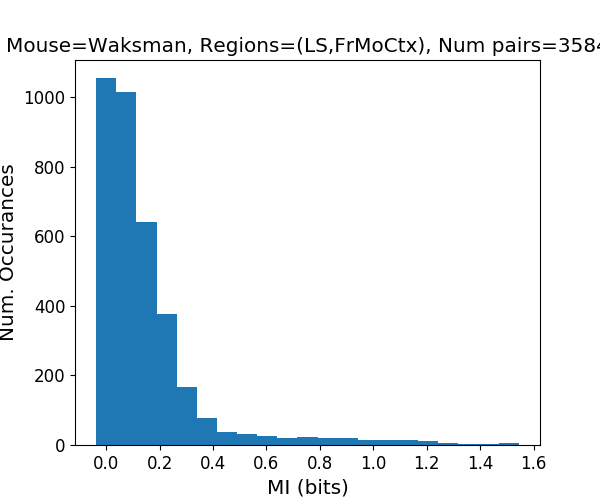 Mouse=Waksman, Regions=(LS,FrMoCtx), Num pairs=3584
1000
800
600
400
200
0
Num. Occurances
0.0 0.2 0.4 0.6 0.8 1.0 1.2 1.4 1.6
MI (bits)